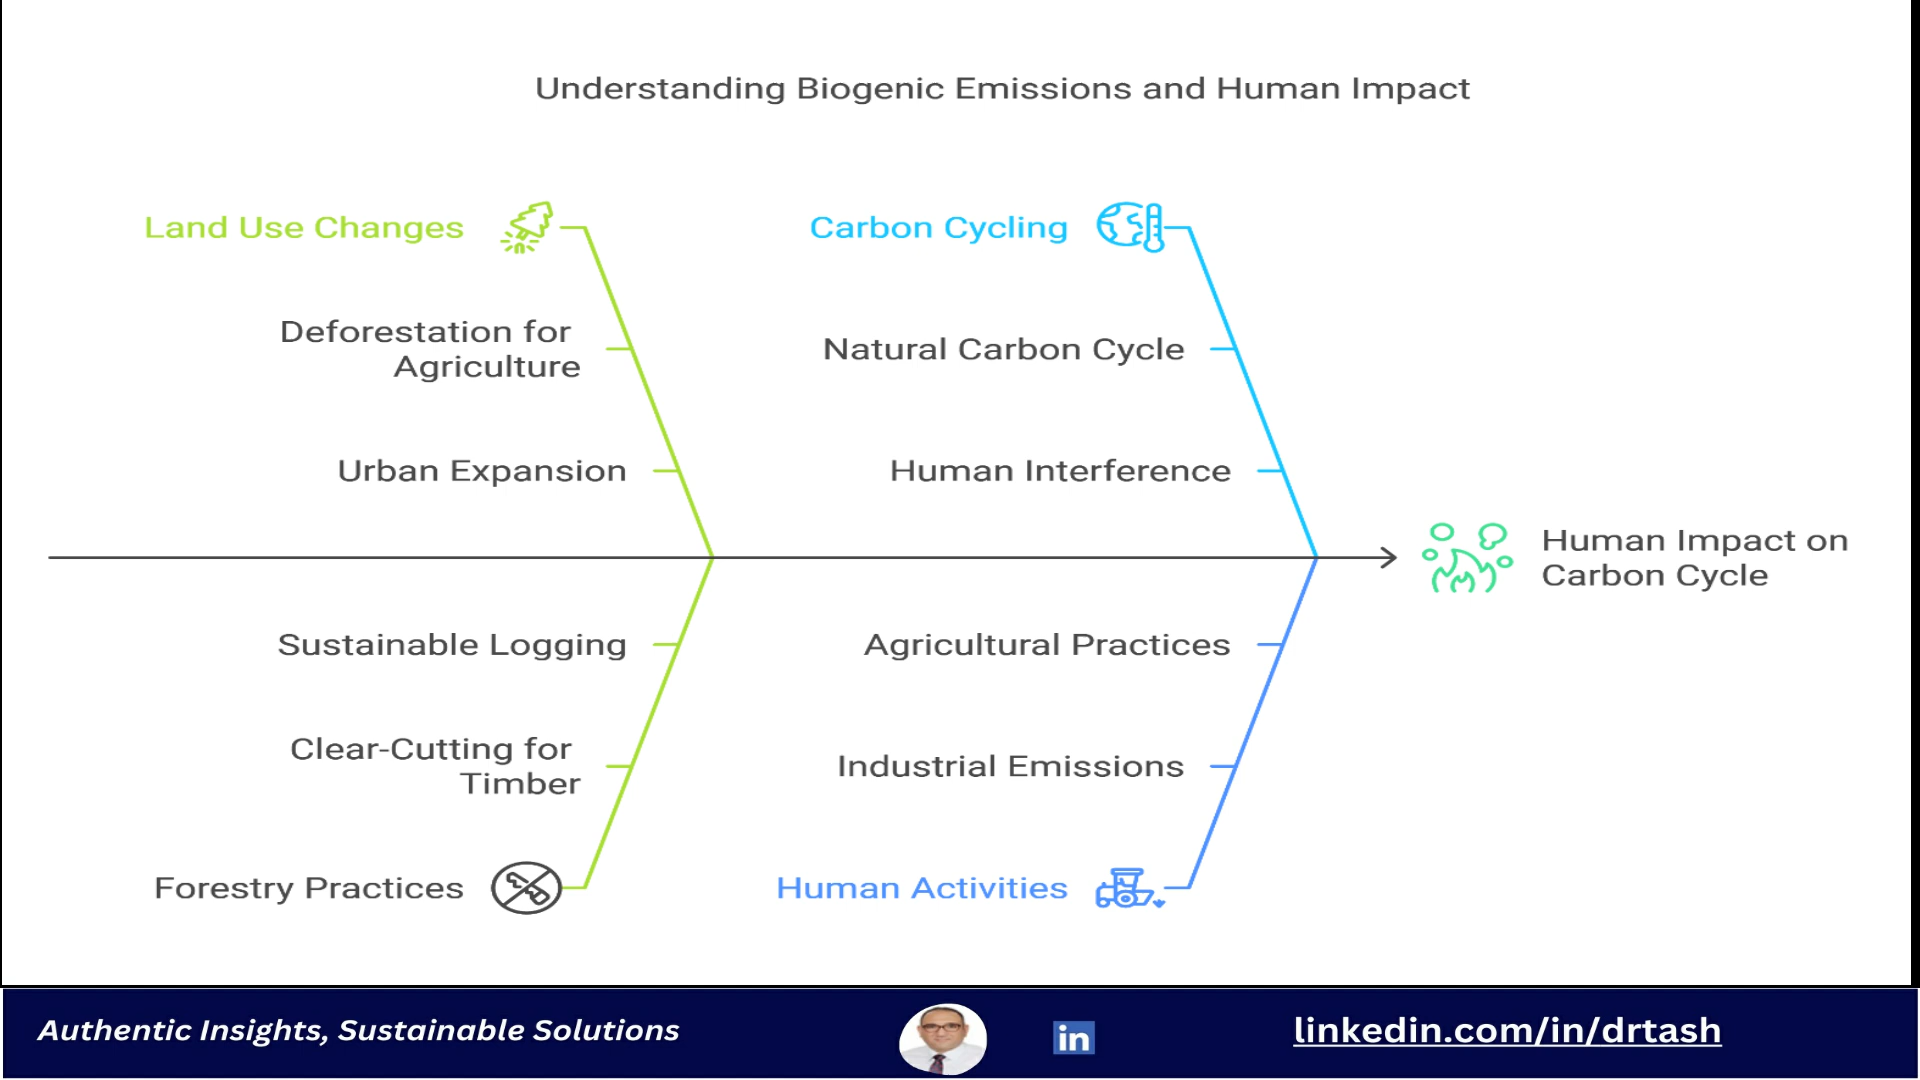 Understanding Biogenic Emissions and Human Impact
Land Use Changes
Deforestation for
Agriculture
Urban Expansion
Carbon Cycling
Natural Carbon Cycle
Human Interference
Human Impact on
Carbon Cycle
Sustainable Logging
Clear-Cutting for
Timber
Forestry Practices
Agricultural Practices
Industrial Emissions
Human Activities
Authentic Insights, Sustainable Solutions
in
linkedin.com/in/drtash